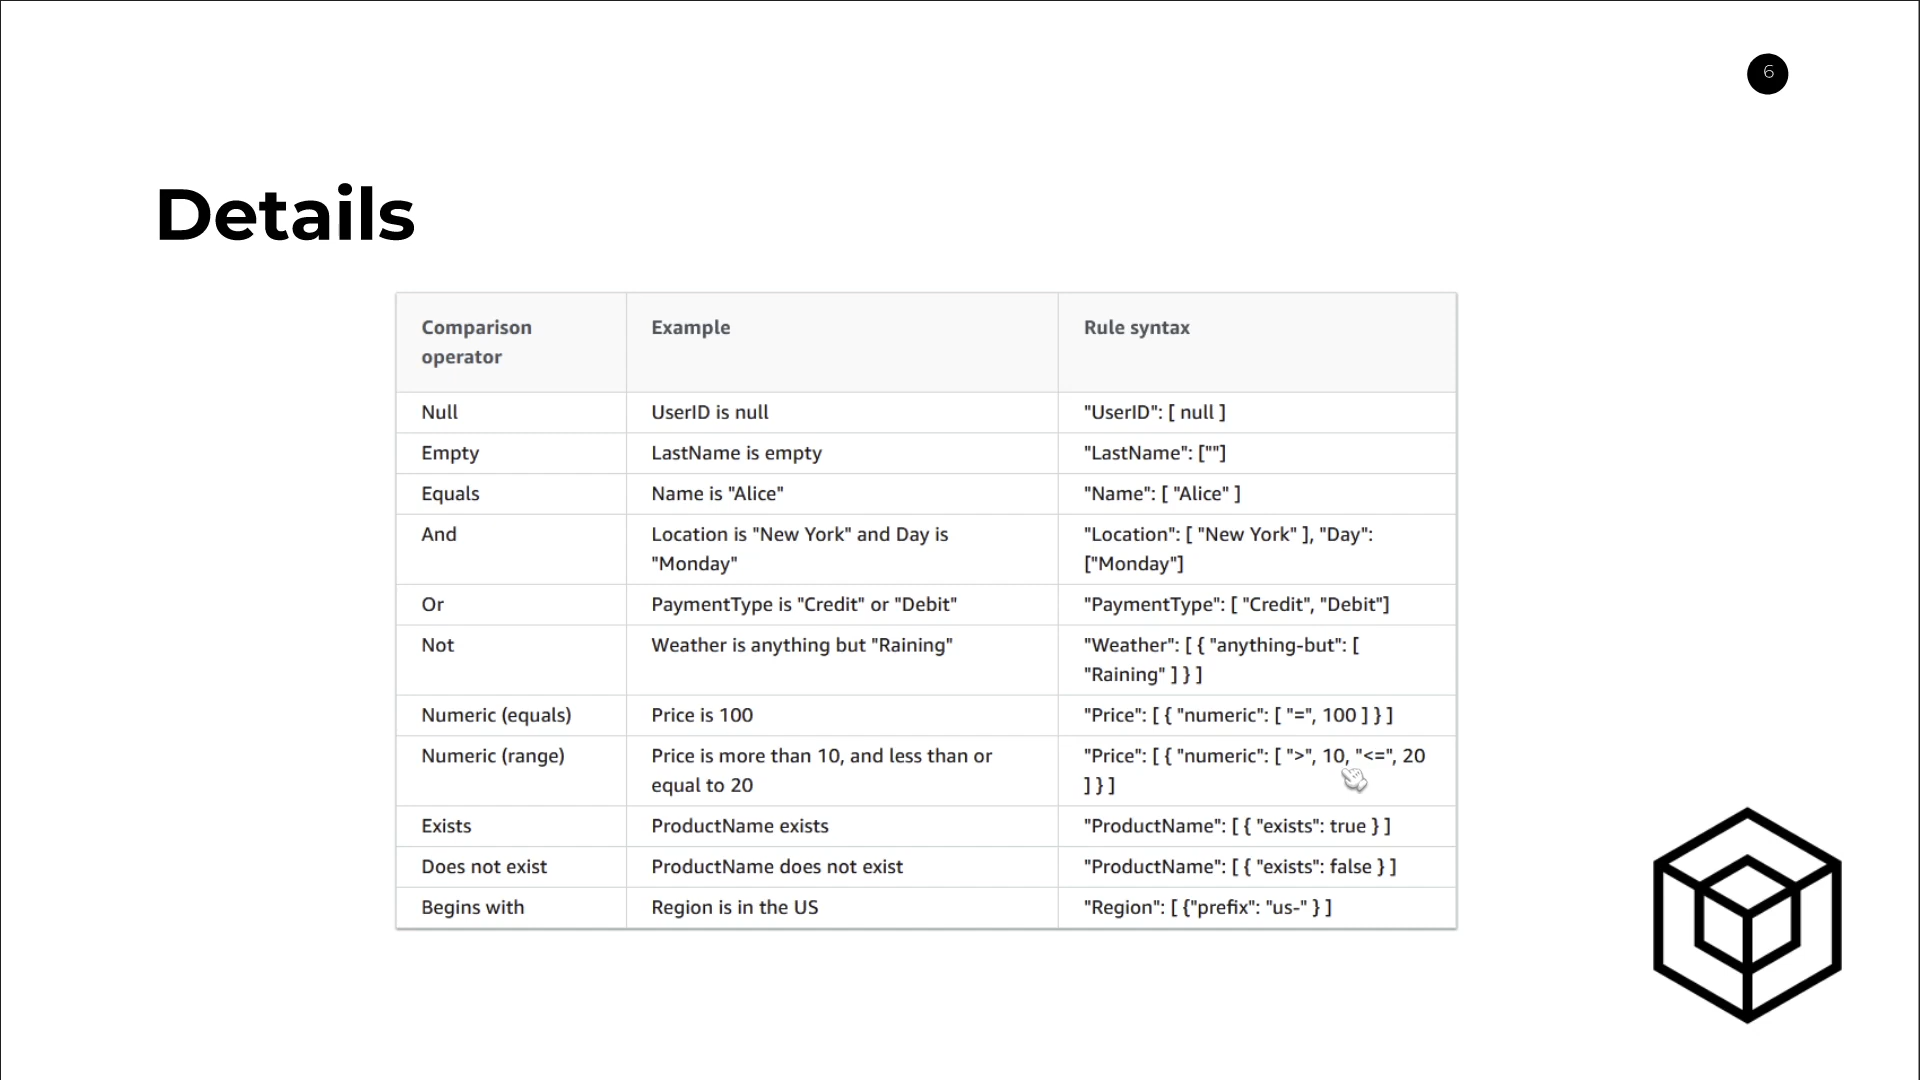 6
Details
Comparison operator | Example | Rule syntax
Null | UserID is null | "UserID": [ null ]
Empty | LastName is empty | "LastName": [""]
Equals | Name is "Alice" | "Name": [ "Alice" ]
And | Location is "New York" and Day is "Monday" | "Location": [ "New York" ], "Day": ["Monday"]
Or | PaymentType is "Credit" or "Debit" | "PaymentType": [ "Credit", "Debit"]
Not | Weather is anything but "Raining" | "Weather": [ { "anything-but": [ "Raining" ] } ]
Numeric (equals) | Price is 100 | "Price": [ { "numeric": [ "=", 100 ] } ]
Numeric (range) | Price is more than 10, and less than or equal to 20 | "Price": [ { "numeric": [ ">", 10, "<=", 20 ] } ]
Exists | ProductName exists | "ProductName": [ { "exists": true } ]
Does not exist | ProductName does not exist | "ProductName": [ { "exists": false } ]
Begins with | Region is in the US | "Region": [ {"prefix": "us-" } ]